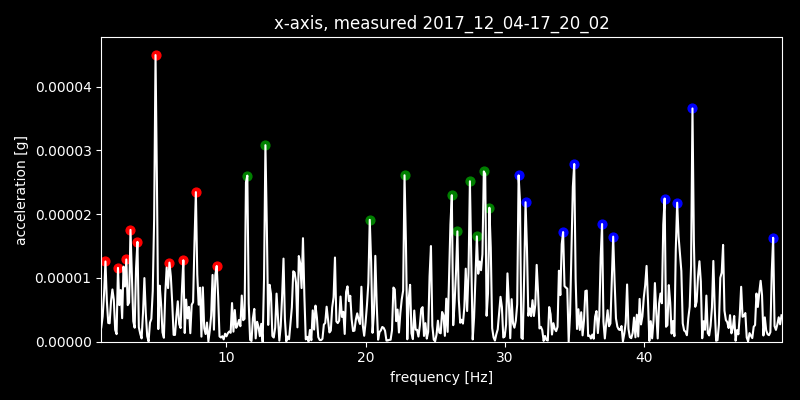 x-axis, measured 2017_12_04-17_20_02
0.00004
0.00003
0.00002
0.00001
0.00000
acceleration [g]
10 20 30 40
frequency [Hz]